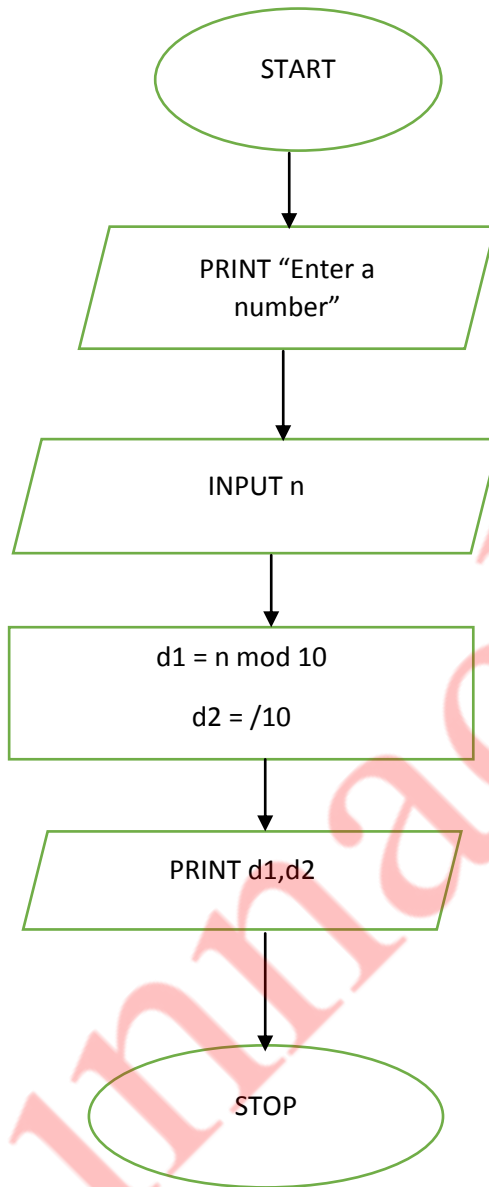 START
PRINT “Enter a
number”
INPUT n
d1 = n mod 10
d2 = /10
PRINT d1,d2
STOP